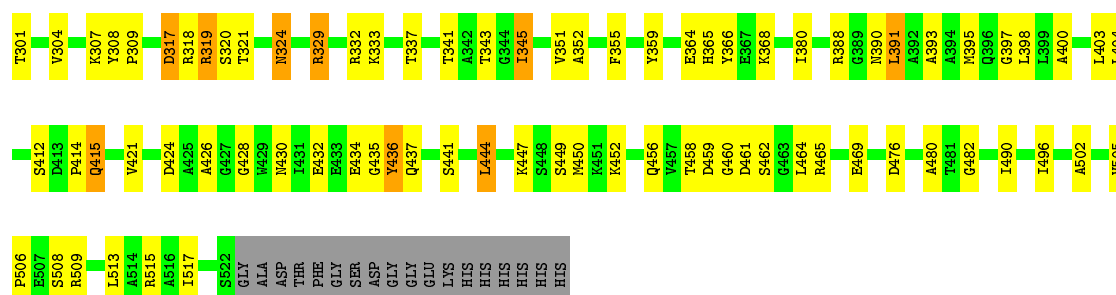 T301 V304 K307 Y308 P309 D317 R318 R319 S320 T321 N324 R329 R332 K333 T337 T341 A342 T343 G344 I345 V351 A352 F355 Y359 E364 H365 Y366 E367 K368 I380 R388 G389 N390 L391 A392 A393 A394 M395 Q396 G397 L398 L399 A400 L403
S412 D413 P414 Q415 V421 D424 A425 A426 G427 G428 W429 N430 I431 E432 E433 E434 G435 Y436 Q437 S441 L444 K447 S448 S449 M450 K451 K452 Q456 V457 T458 D459 G460 D461 S462 G463 L464 R465 E469 D476 A480 T481 G482 I490 I496 A502
P506 E507 S508 R509 L513 A514 R515 A516 I517 S522 GLY ALA ASP THR PHE GLY SER ASP GLY GLY GLU LYS HIS HIS HIS HIS HIS HIS